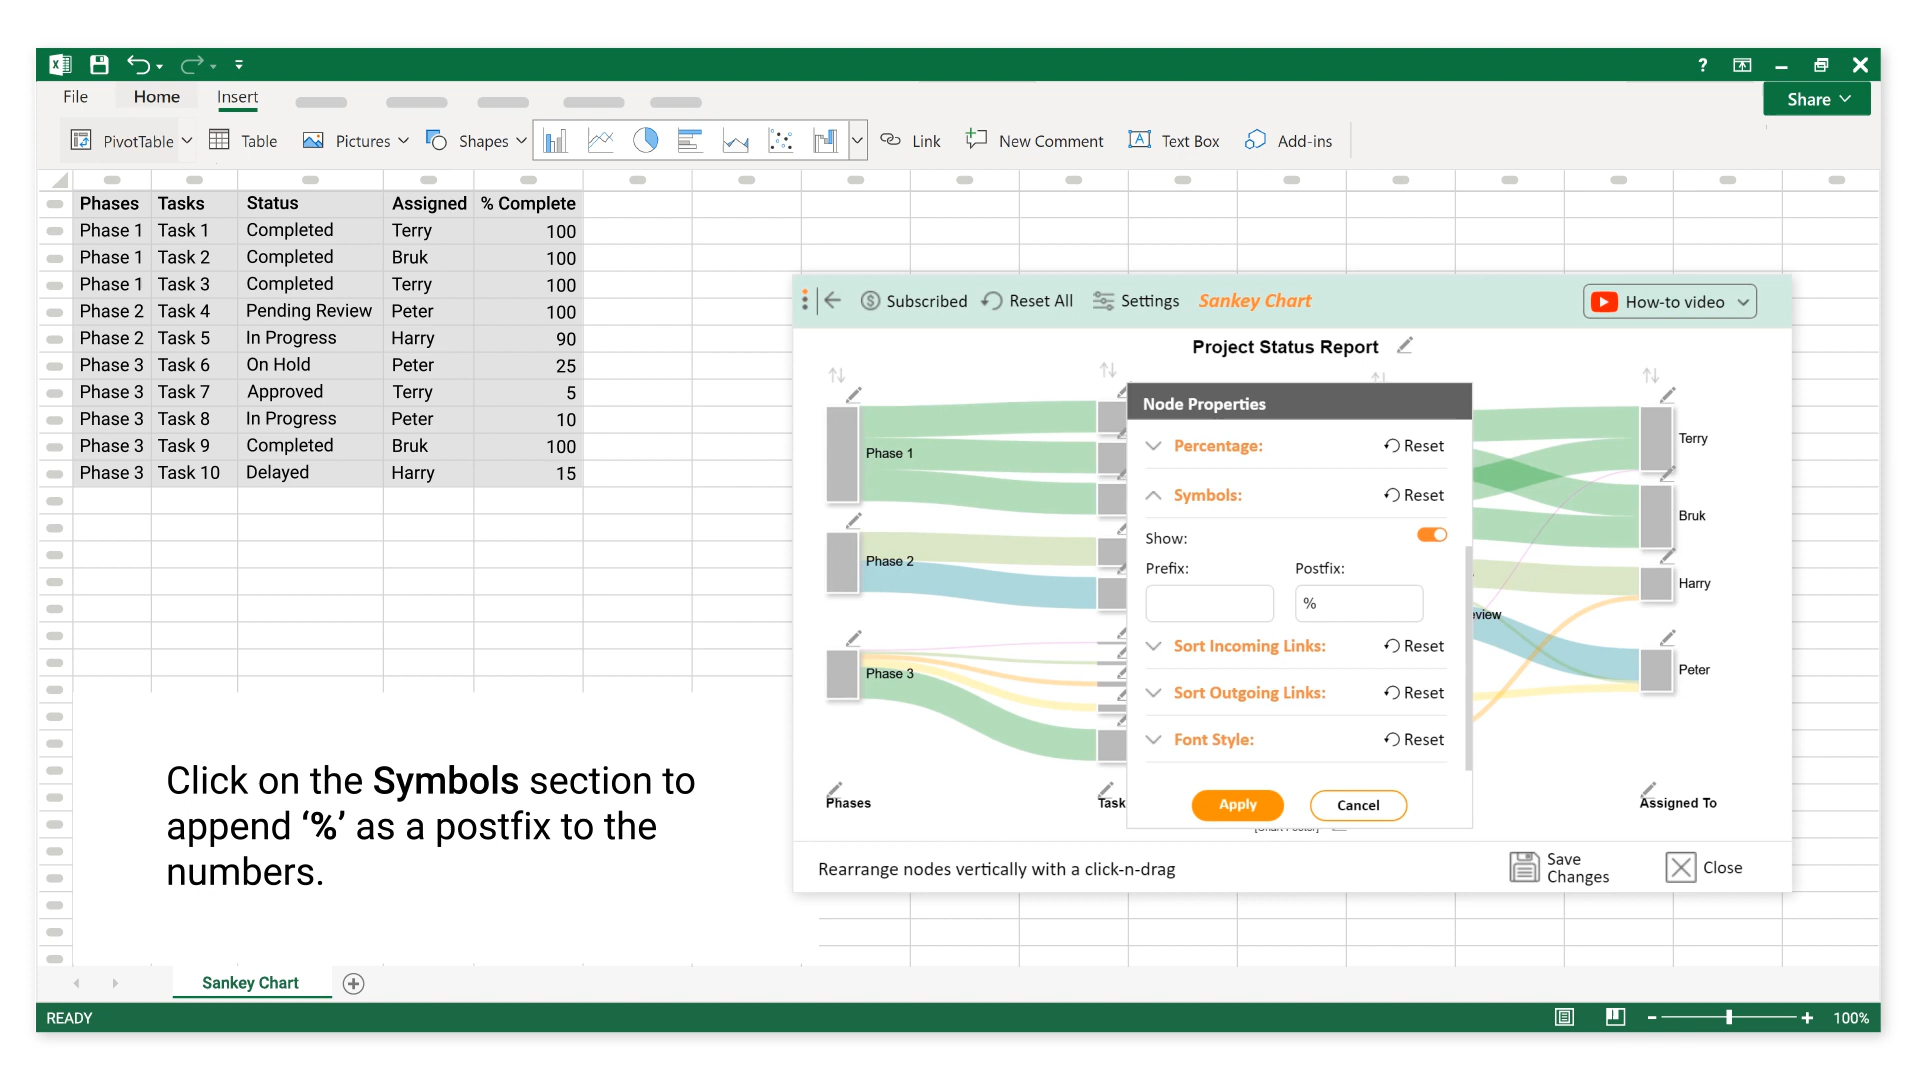 File Home Insert
Share
PivotTable Table Pictures Shapes Link New Comment Text Box Add-ins
Phases Tasks Status Assigned % Complete
Phase 1 Task 1 Completed Terry 100
Phase 1 Task 2 Completed Bruk 100
Phase 1 Task 3 Completed Terry 100
Phase 2 Task 4 Pending Review Peter 100
Phase 2 Task 5 In Progress Harry 90
Phase 3 Task 6 On Hold Peter 25
Phase 3 Task 7 Approved Terry 5
Phase 3 Task 8 In Progress Peter 10
Phase 3 Task 9 Completed Bruk 100
Phase 3 Task 10 Delayed Harry 15
Subscribed Reset All Settings Sankey Chart How-to video
Project Status Report
Phase 1
Phase 2
Phase 3
Node Properties
Percentage: Reset
Symbols: Reset
Show:
Prefix: Postfix:
%
Sort Incoming Links: Reset
Sort Outgoing Links: Reset
Font Style: Reset
Apply Cancel
Terry
Bruk
Harry
Peter
Phases Task Assigned To
Rearrange nodes vertically with a click-n-drag
Save
Changes
Close
Click on the Symbols section to
append ‘%’ as a postfix to the
numbers.
Sankey Chart
READY
100%